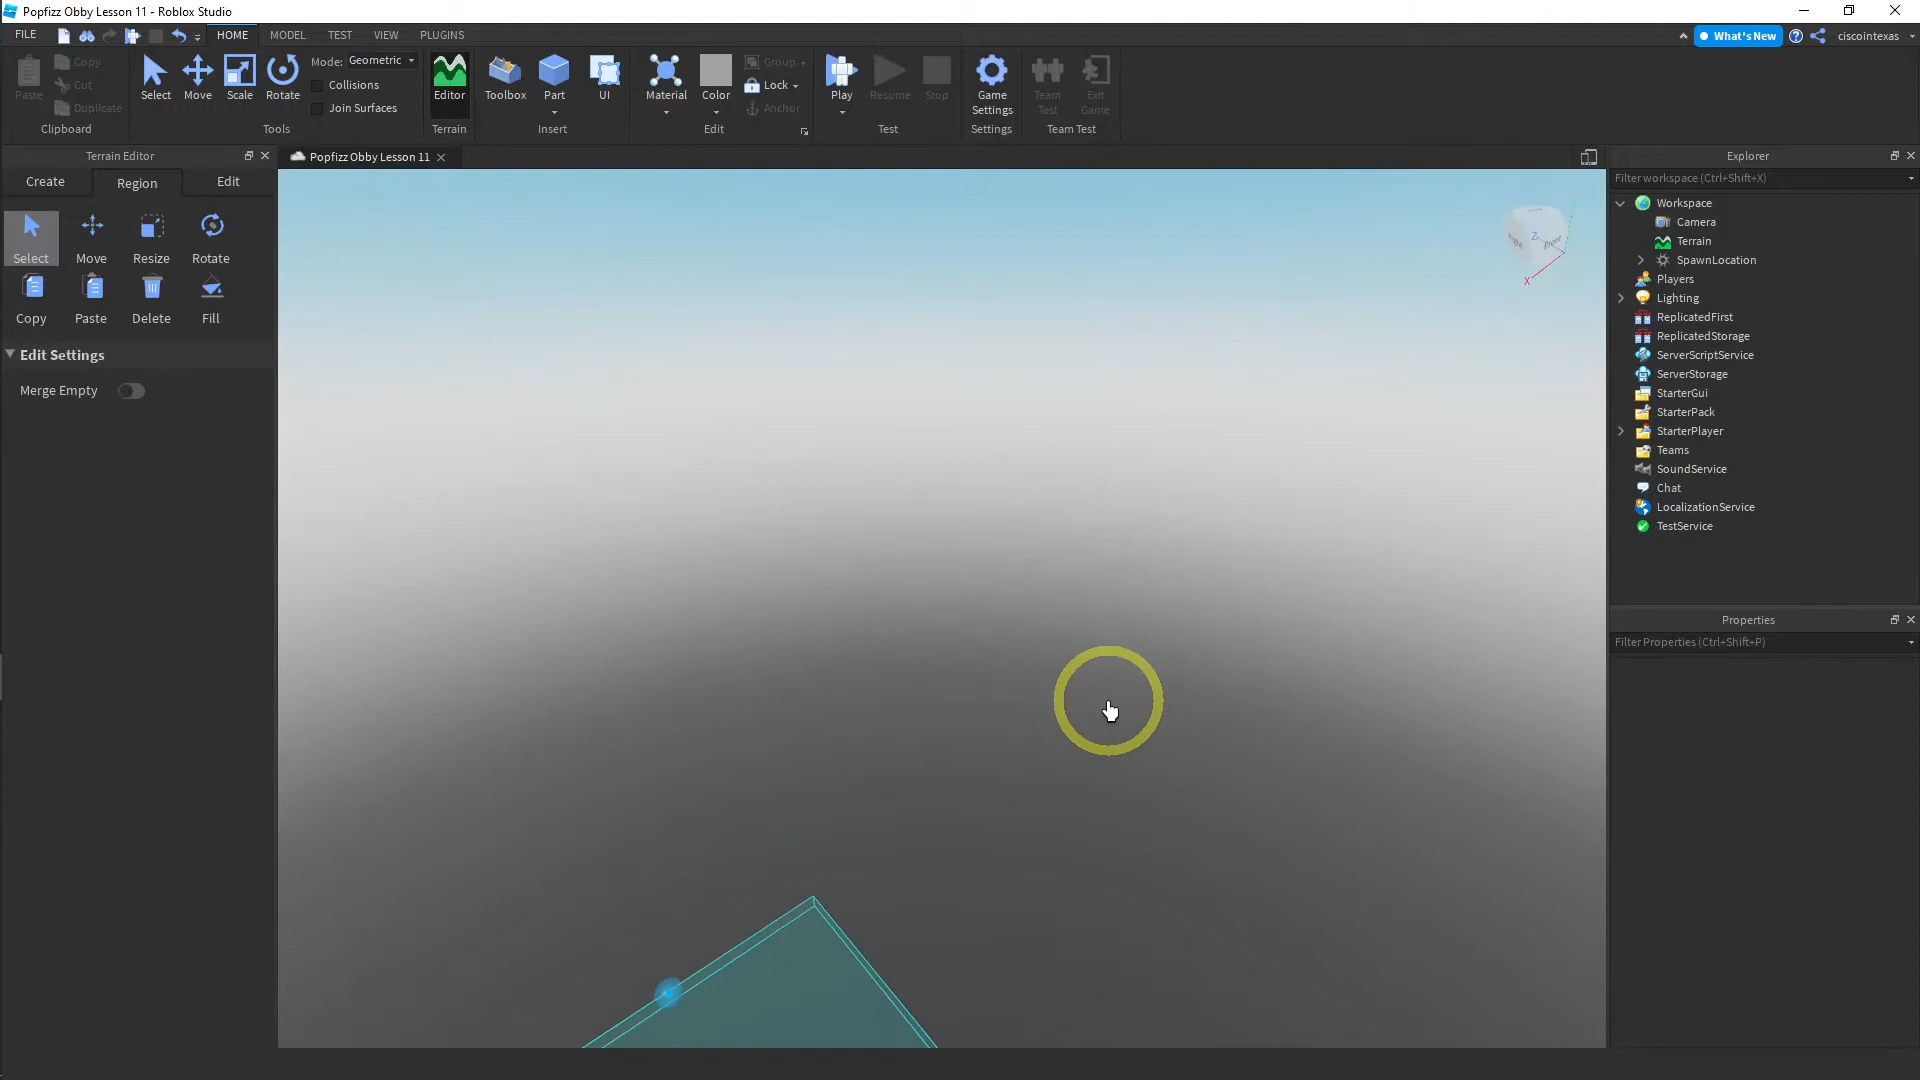 Popfizz Obby Lesson 11 - Roblox Studio
FILE HOME MODEL TEST VIEW PLUGINS What's New ciscointexas
Paste Copy Cut Duplicate
Select Move Scale Rotate
Mode: Geometric
Collisions
Join Surfaces
Editor Toolbox Part UI Material Color
Group Lock Anchor
Play Resume Stop
Game Settings
Team Test
Exit Game
Clipboard Tools Terrain Insert Edit Test Settings Team Test
Terrain Editor
Create Region Edit
Select Move Resize Rotate
Copy Paste Delete Fill
Edit Settings
Merge Empty
Popfizz Obby Lesson 11
Front
Z
X
Explorer
Filter workspace (Ctrl+Shift+X)
Workspace
Camera
Terrain
SpawnLocation
Players
Lighting
ReplicatedFirst
ReplicatedStorage
ServerScriptService
ServerStorage
StarterGui
StarterPack
StarterPlayer
Teams
SoundService
Chat
LocalizationService
TestService
Properties
Filter Properties (Ctrl+Shift+P)